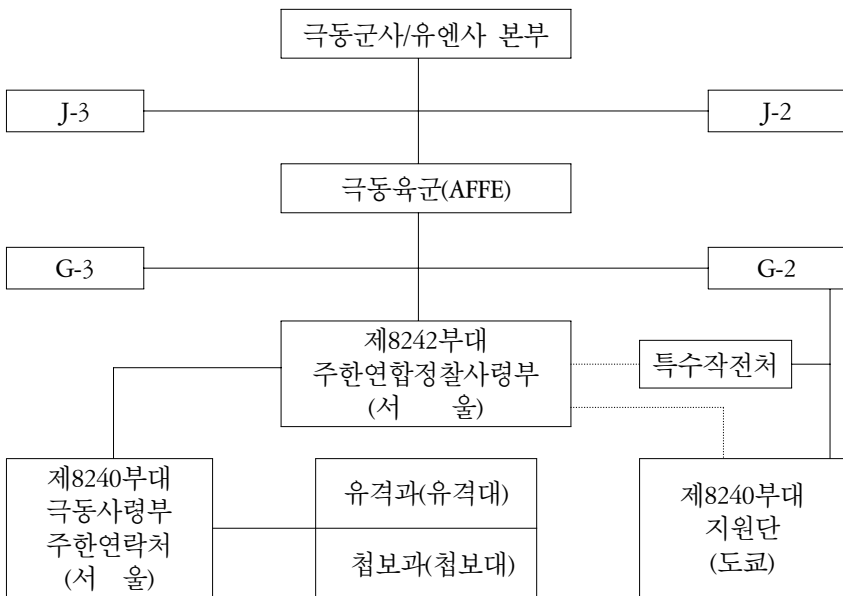 극동군사/유엔사 본부
J-3
J-2
극동육군(AFFE)
G-3
G-2
제8242부대
주한연합정찰사령부
(서 울)
특수작전처
제8240부대
극동사령부
주한연락처
(서 울)
유격과(유격대)
첩보과(첩보대)
제8240부대
지원단
(도쿄)